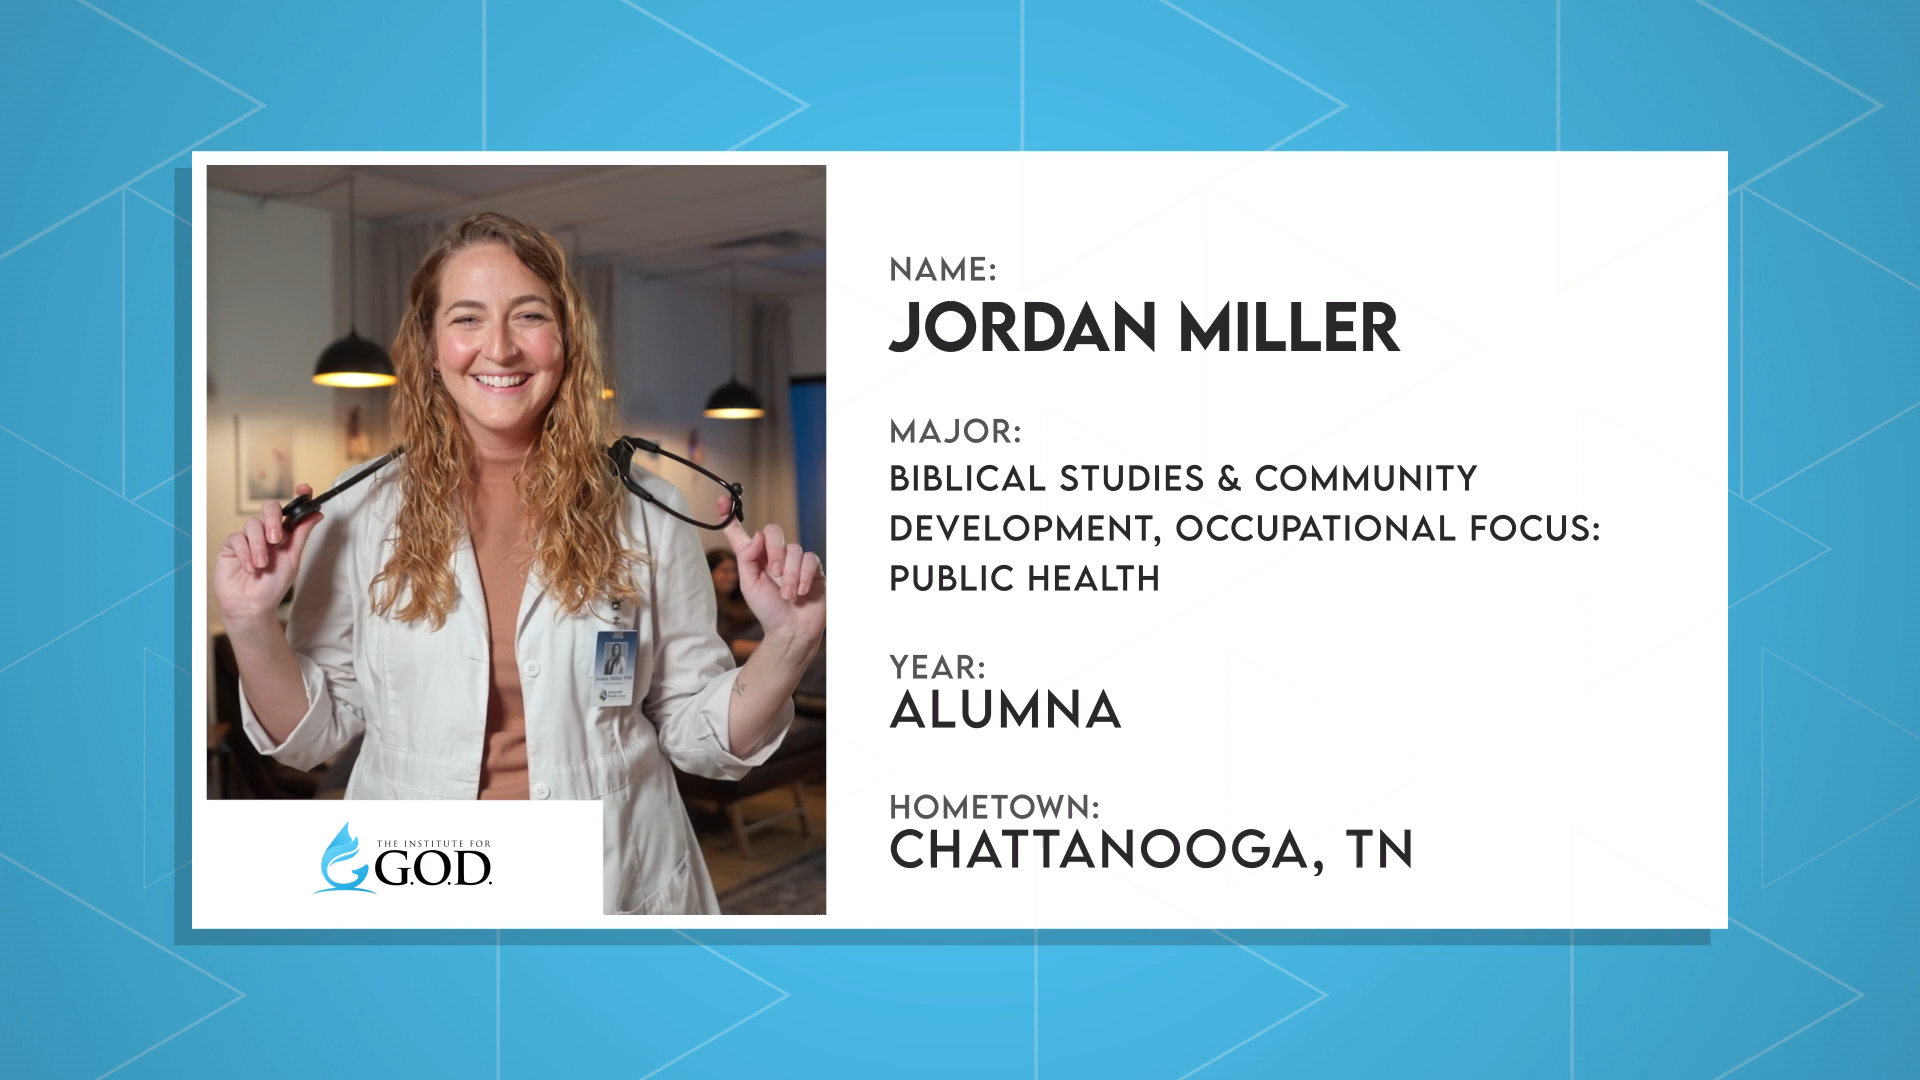 NAME:
JORDAN MILLER
MAJOR:
BIBLICAL STUDIES & COMMUNITY
DEVELOPMENT, OCCUPATIONAL FOCUS:
PUBLIC HEALTH
YEAR:
ALUMNA
HOMETOWN:
CHATTANOOGA, TN
THE INSTITUTE FOR
G.O.D.